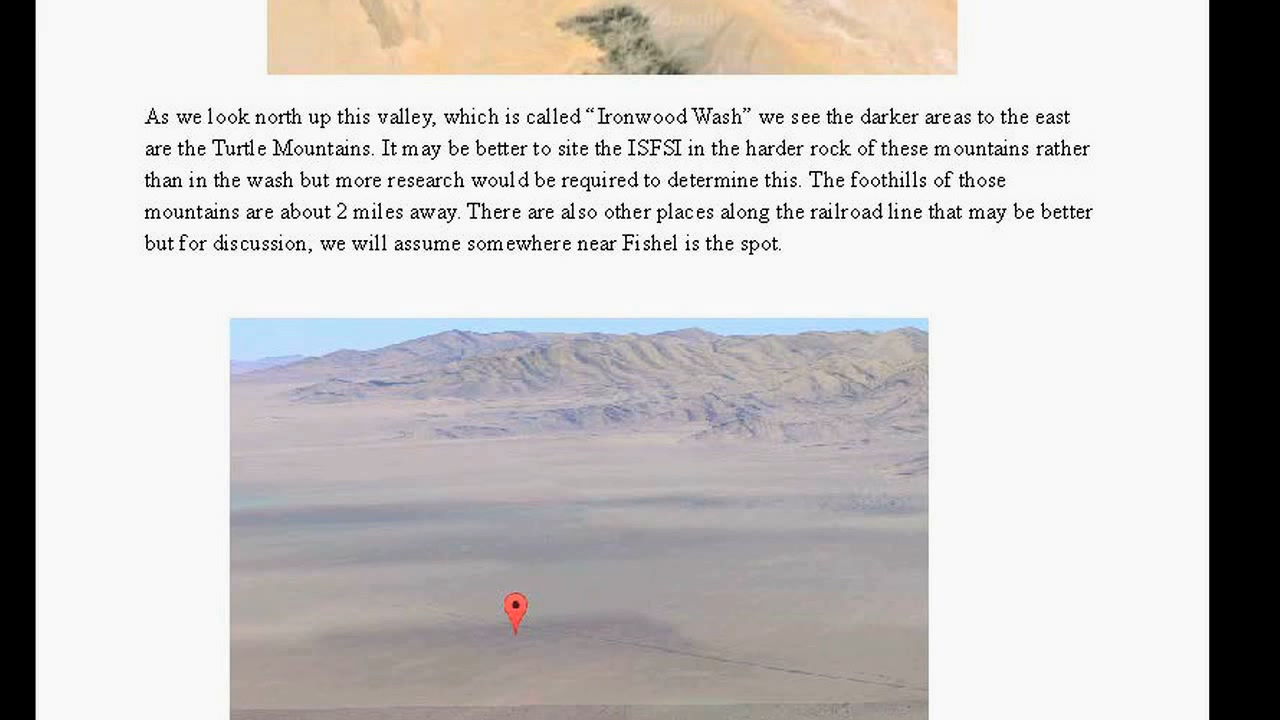 As we look north up this valley, which is called “Ironwood Wash” we see the darker areas to the east
are the Turtle Mountains. It may be better to site the ISFSI in the harder rock of these mountains rather
than in the wash but more research would be required to determine this. The foothills of those
mountains are about 2 miles away. There are also other places along the railroad line that may be better
but for discussion, we will assume somewhere near Fishel is the spot.